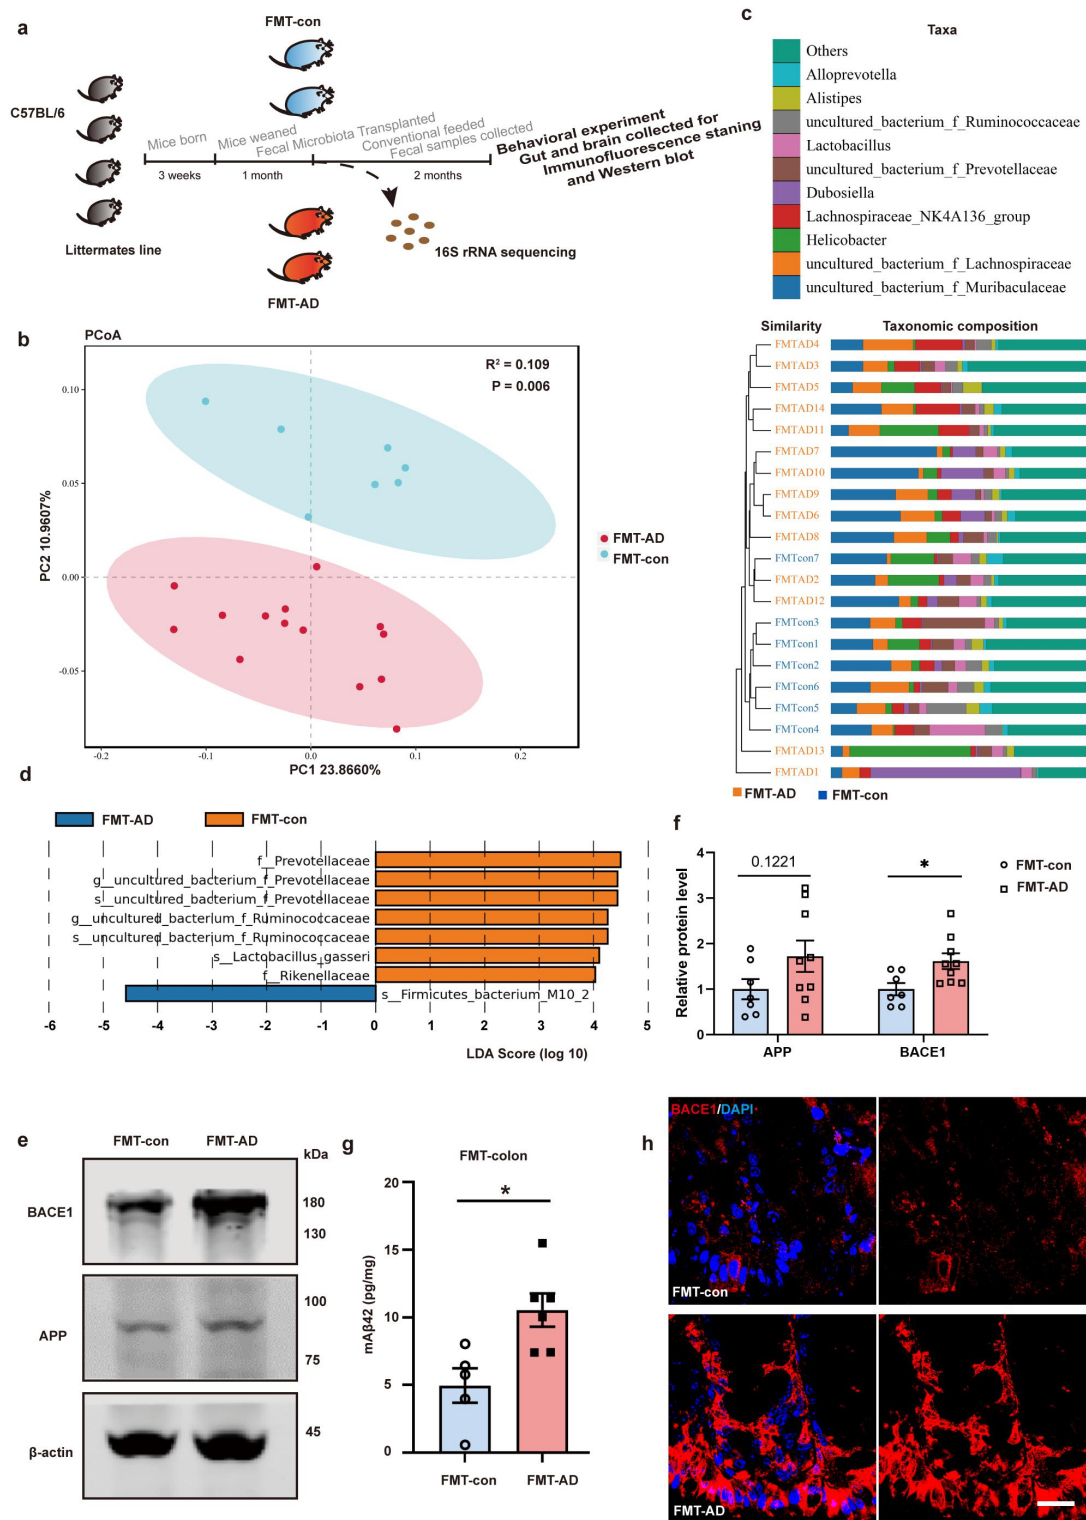 a
FMT-con
C57BL/6
Mice born
Mice weaned
Fecal Microbiota Transplanted
Conventional feeded
Fecal samples collected
Behavioral experiment
Gut and brain collected for
Immunofluorescence staning
and Western blot
3 weeks
1 month
2 months
Littermates line
16S rRNA sequencing
FMT-AD
c
Taxa
Others
Alloprevotella
Alistipes
uncultured_bacterium_f_Ruminococcaceae
Lactobacillus
uncultured_bacterium_f_Prevotellaceae
Dubosiella
Lachnospiraceae_NK4A136_group
Helicobacter
uncultured_bacterium_f_Lachnospiraceae
uncultured_bacterium_f_Muribaculaceae
Similarity
Taxonomic composition
FMTAD4
FMTAD3
FMTAD5
FMTAD14
FMTAD11
FMTAD7
FMTAD10
FMTAD9
FMTAD6
FMTAD8
FMTcon7
FMTAD2
FMTAD12
FMTcon3
FMTcon1
FMTcon2
FMTcon6
FMTcon5
FMTcon4
FMTAD13
FMTAD1
FMT-AD
FMT-con
b
PCoA
R² = 0.109
P = 0.006
0.10
0.05
0.00
-0.05
PC2 10.9607%
-0.2
-0.1
0.0
0.1
0.2
PC1 23.8660%
FMT-AD
FMT-con
d
FMT-AD
FMT-con
f__Prevotellaceae
g__uncultured_bacterium_f_Prevotellaceae
s__uncultured_bacterium_f_Prevotellaceae
g__uncultured_bacterium_f_Ruminococcaceae
s__uncultured_bacterium_f_Ruminococcaceae
s__Lactobacillus_gasseri
f__Rikenellaceae
s__Firmicutes_bacterium_M10_2
-6
-5
-4
-3
-2
-1
0
1
2
3
4
5
LDA Score (log 10)
f
Relative protein level
4
3
2
1
0
0.1221
*
FMT-con
FMT-AD
APP
BACE1
e
FMT-con
FMT-AD
kDa
BACE1
180
130
APP
100
75
β-actin
45
g
FMT-colon
mAβ42 (pg/mg)
20
15
10
5
0
*
FMT-con
FMT-AD
h
BACE1/DAPI
FMT-con
FMT-AD